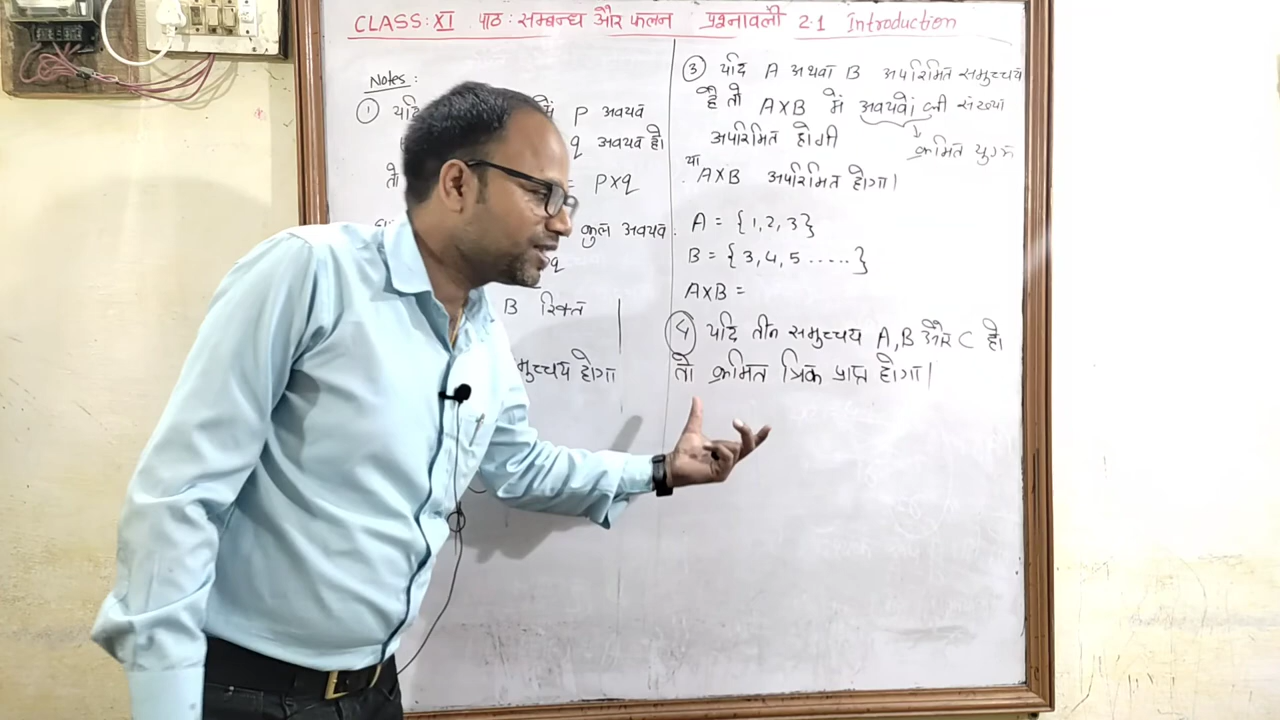 CLASS: XI पाठ: सम्बन्ध और फलन प्रश्नावली 2.1 Introduction
Notes:
① यदि में P अवयव
q अवयव हो।
तो = P×q
कुल अवयव:
q
B रिक्त
समुच्चय होगा
③ यदि A अथवा B अपरिमित समुच्चय
है तो A×B में अवयवों की संख्या
अपरिमित होगी
क्रमित युग्म
या
A×B अपरिमित होगा।
A = {1,2,3}
B = {3,4,5 .....}
A×B =
④ यदि तीन समुच्चय A,B और C हो
तो क्रमित त्रिक प्राप्त होगा।